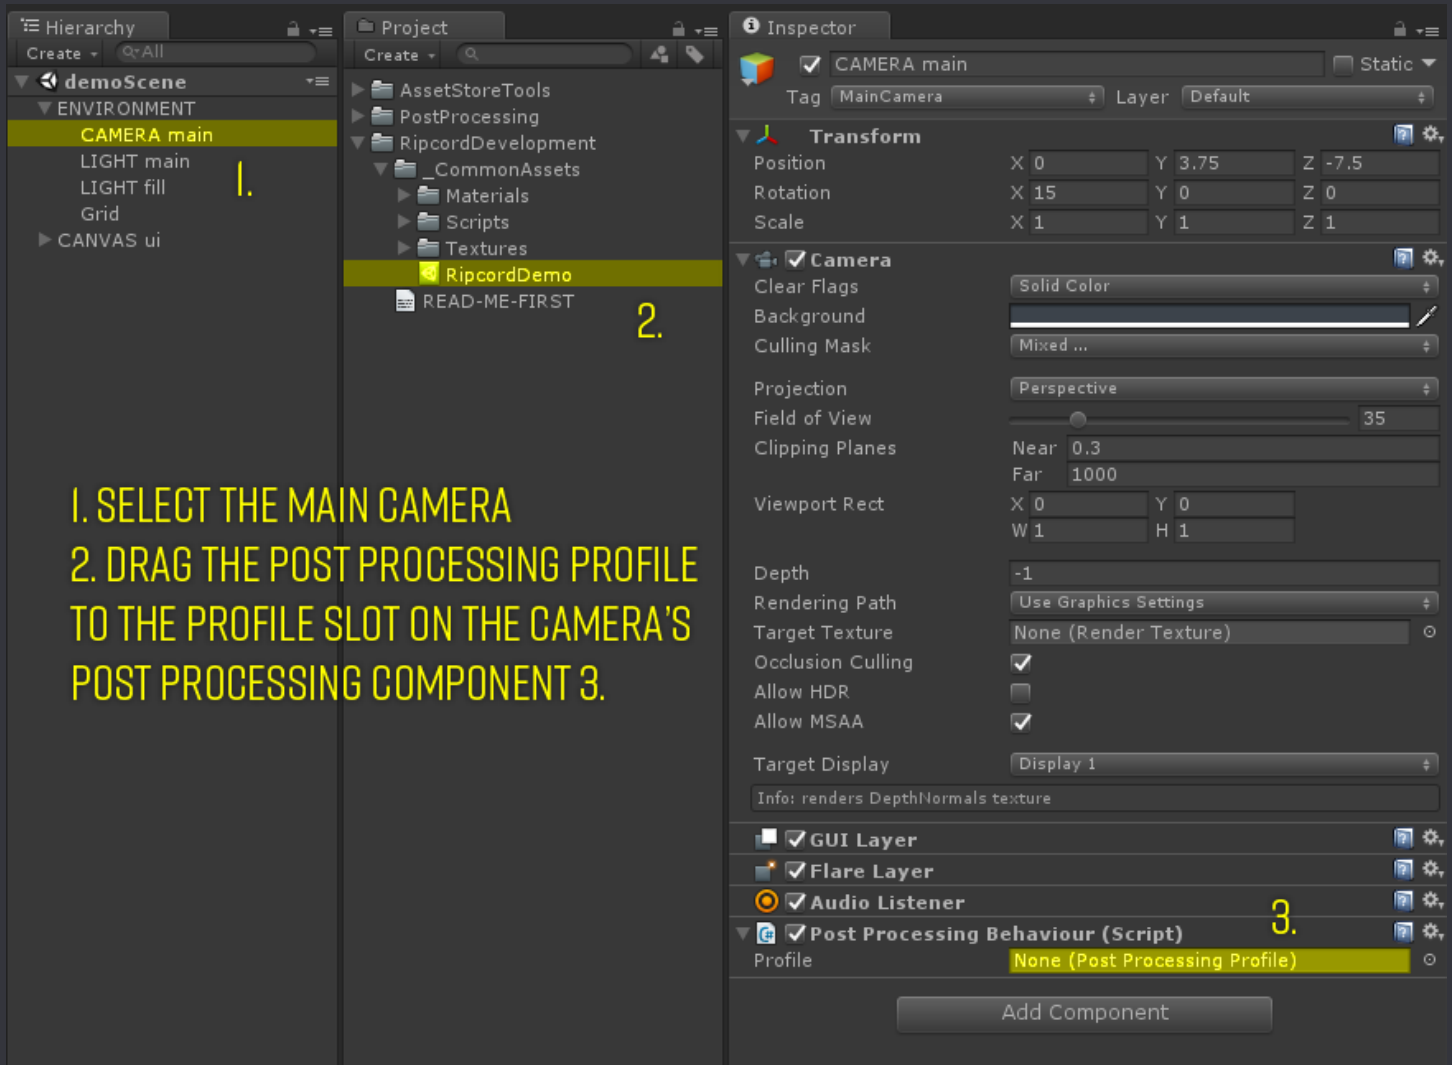 Hierarchy
Create
All
demoScene
ENVIRONMENT
CAMERA main
LIGHT main
LIGHT fill
Grid
CANVAS ui
1.
Project
Create
AssetStoreTools
PostProcessing
RipcordDevelopment
_CommonAssets
Materials
Scripts
Textures
RipcordDemo
READ-ME-FIRST
2.
1. SELECT THE MAIN CAMERA
2. DRAG THE POST PROCESSING PROFILE
TO THE PROFILE SLOT ON THE CAMERA'S
POST PROCESSING COMPONENT 3.
Inspector
CAMERA main Static
Tag MainCamera Layer Default
Transform
Position X 0 Y 3.75 Z -7.5
Rotation X 15 Y 0 Z 0
Scale X 1 Y 1 Z 1
Camera
Clear Flags Solid Color
Background
Culling Mask Mixed ...
Projection Perspective
Field of View 35
Clipping Planes Near 0.3
Far 1000
Viewport Rect X 0 Y 0
W 1 H 1
Depth -1
Rendering Path Use Graphics Settings
Target Texture None (Render Texture)
Occlusion Culling
Allow HDR
Allow MSAA
Target Display Display 1
Info: renders DepthNormals texture
GUI Layer
Flare Layer
Audio Listener
3.
Post Processing Behaviour (Script)
Profile None (Post Processing Profile)
Add Component